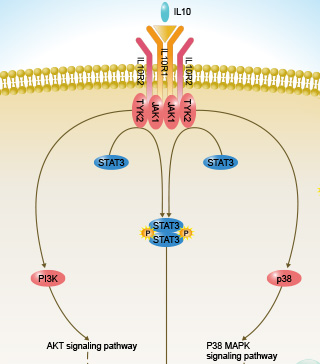 IL10
IL10R2
IL10R1
IL10R2
TYK2
JAK1
JAK1
TYK2
STAT3
STAT3
STAT3
P
P
STAT3
PI3K
p38
AKT signaling pathway
P38 MAPK
signaling pathway